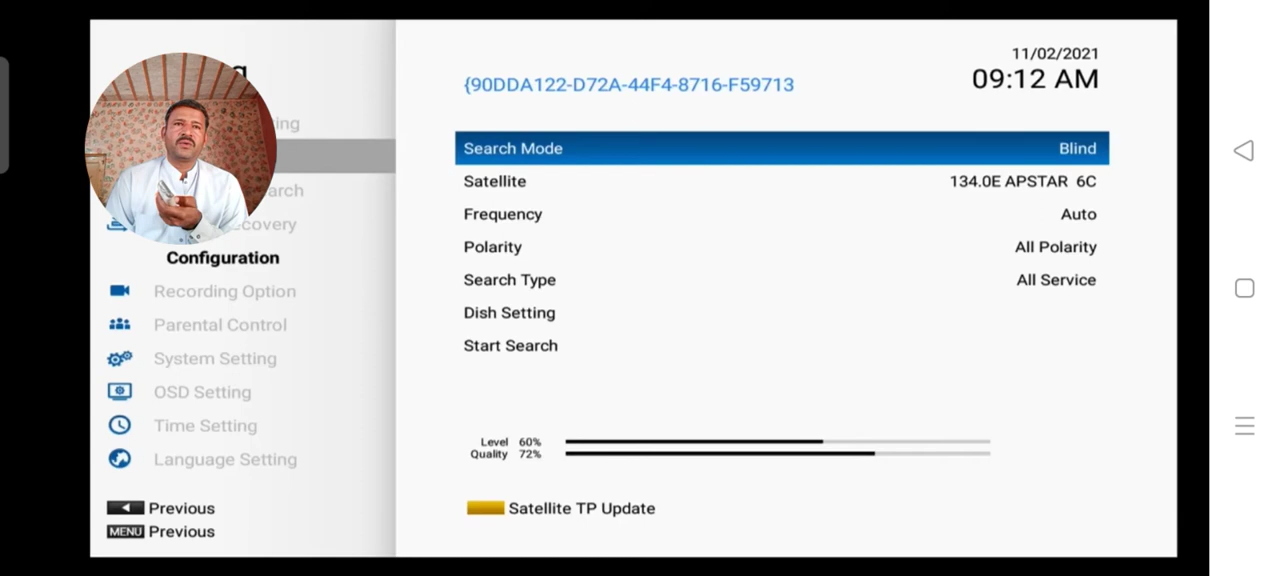 11/02/2021
{90DDA122-D72A-44F4-8716-F59713
09:12 AM
Configuration
Recording Option
Parental Control
System Setting
OSD Setting
Time Setting
Language Setting
Previous
MENU Previous
Search Mode Blind
Satellite 134.0E APSTAR 6C
Frequency Auto
Polarity All Polarity
Search Type All Service
Dish Setting
Start Search
Level 60%
Quality 72%
Satellite TP Update